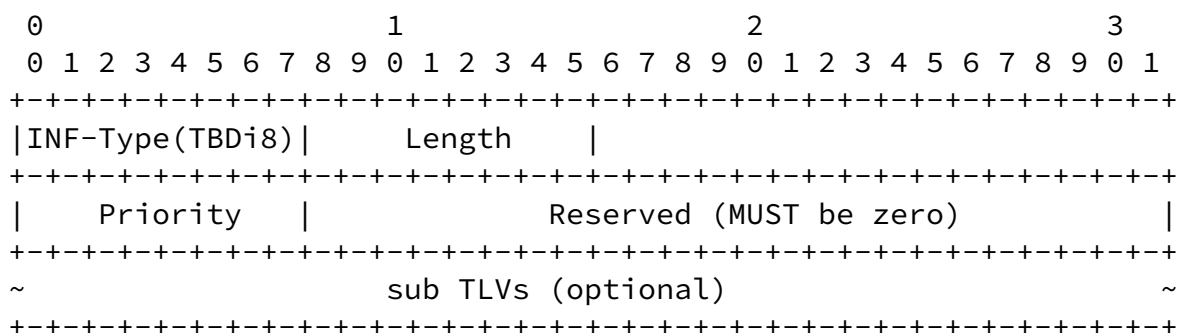 0                   1                   2                   3
 0 1 2 3 4 5 6 7 8 9 0 1 2 3 4 5 6 7 8 9 0 1 2 3 4 5 6 7 8 9 0 1
+-+-+-+-+-+-+-+-+-+-+-+-+-+-+-+-+-+-+-+-+-+-+-+-+-+-+-+-+-+-+-+-+
|INF-Type(TBDi8)|     Length    |
+-+-+-+-+-+-+-+-+-+-+-+-+-+-+-+-+-+-+-+-+-+-+-+-+-+-+-+-+-+-+-+-+
|    Priority   |             Reserved (MUST be zero)           |
+-+-+-+-+-+-+-+-+-+-+-+-+-+-+-+-+-+-+-+-+-+-+-+-+-+-+-+-+-+-+-+-+
~                    sub TLVs (optional)                        ~
+-+-+-+-+-+-+-+-+-+-+-+-+-+-+-+-+-+-+-+-+-+-+-+-+-+-+-+-+-+-+-+-+